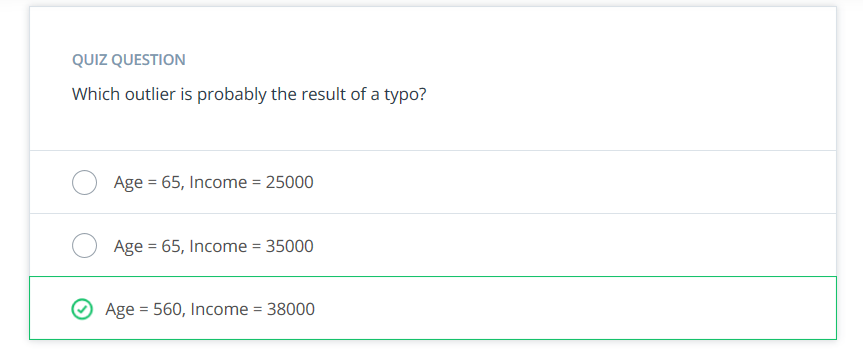 QUIZ QUESTION
Which outlier is probably the result of a typo?
Age = 65, Income = 25000
Age = 65, Income = 35000
Age = 560, Income = 38000